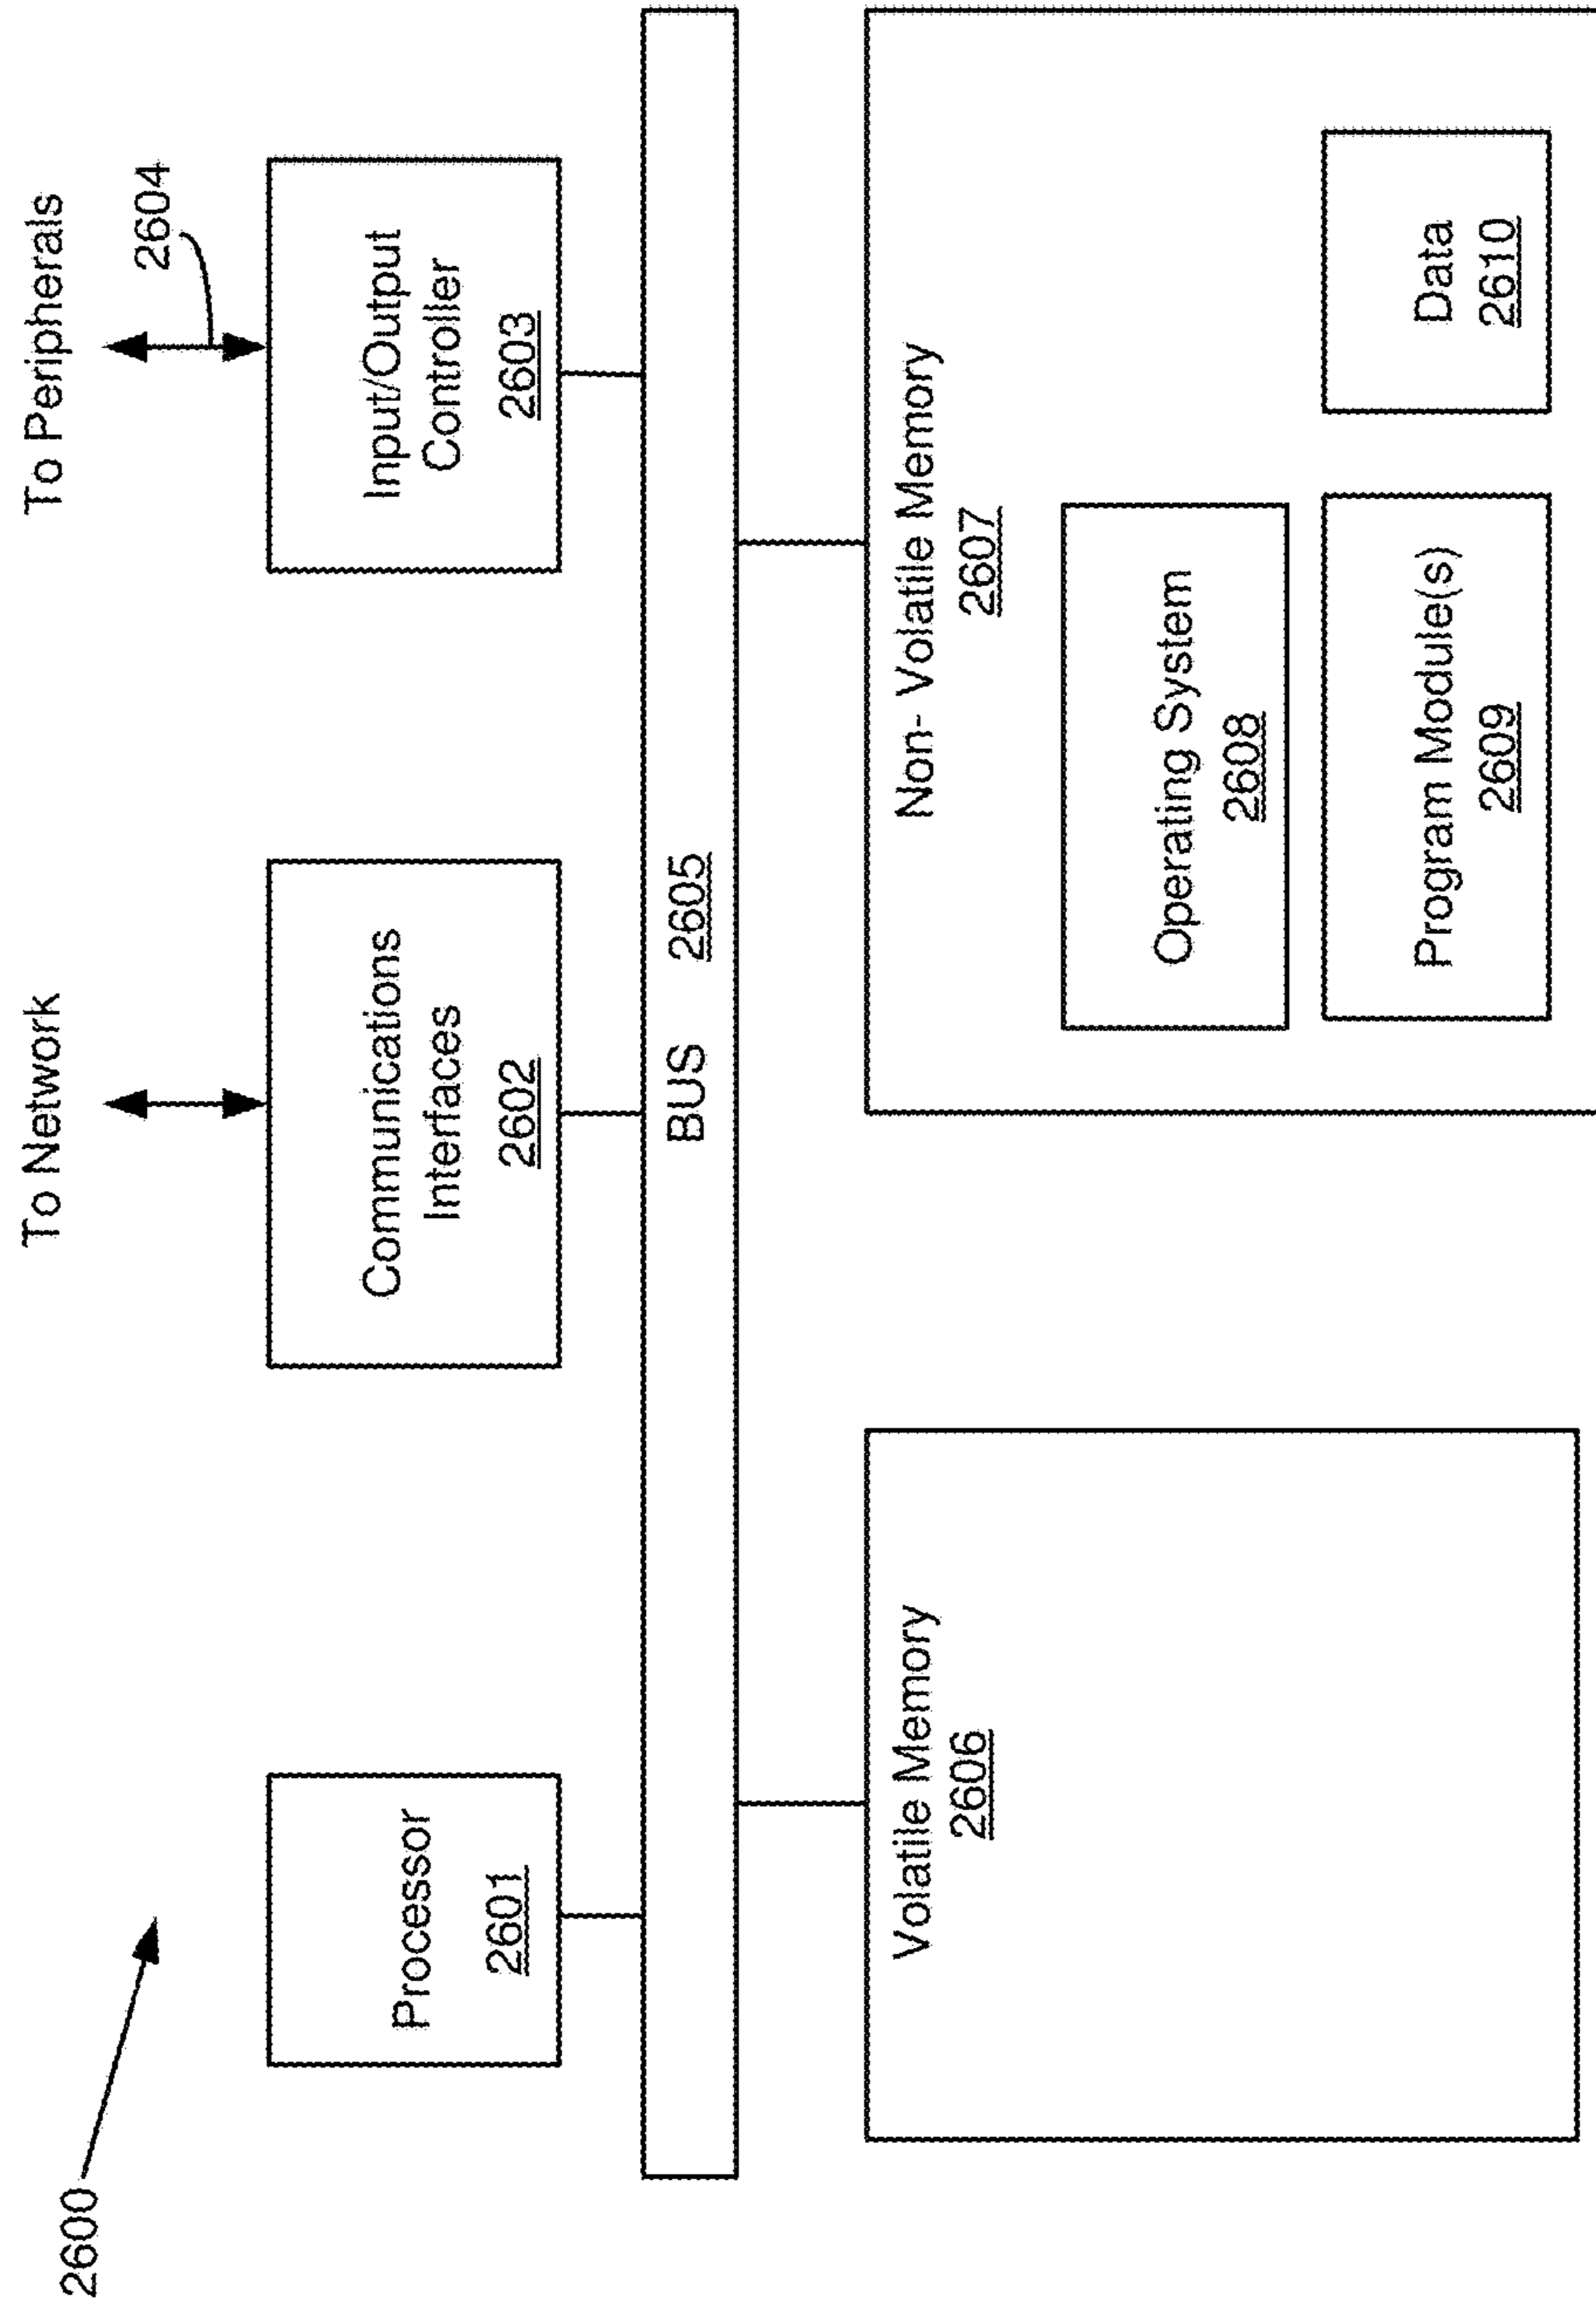 2600
To Network
To Peripherals
2604
Processor
2601
Communications
Interfaces
2602
Input/Output
Controller
2603
BUS 2605
Volatile Memory
2606
Non- Volatile Memory
2607
Operating System
2608
Program Module(s)
2609
Data
2610